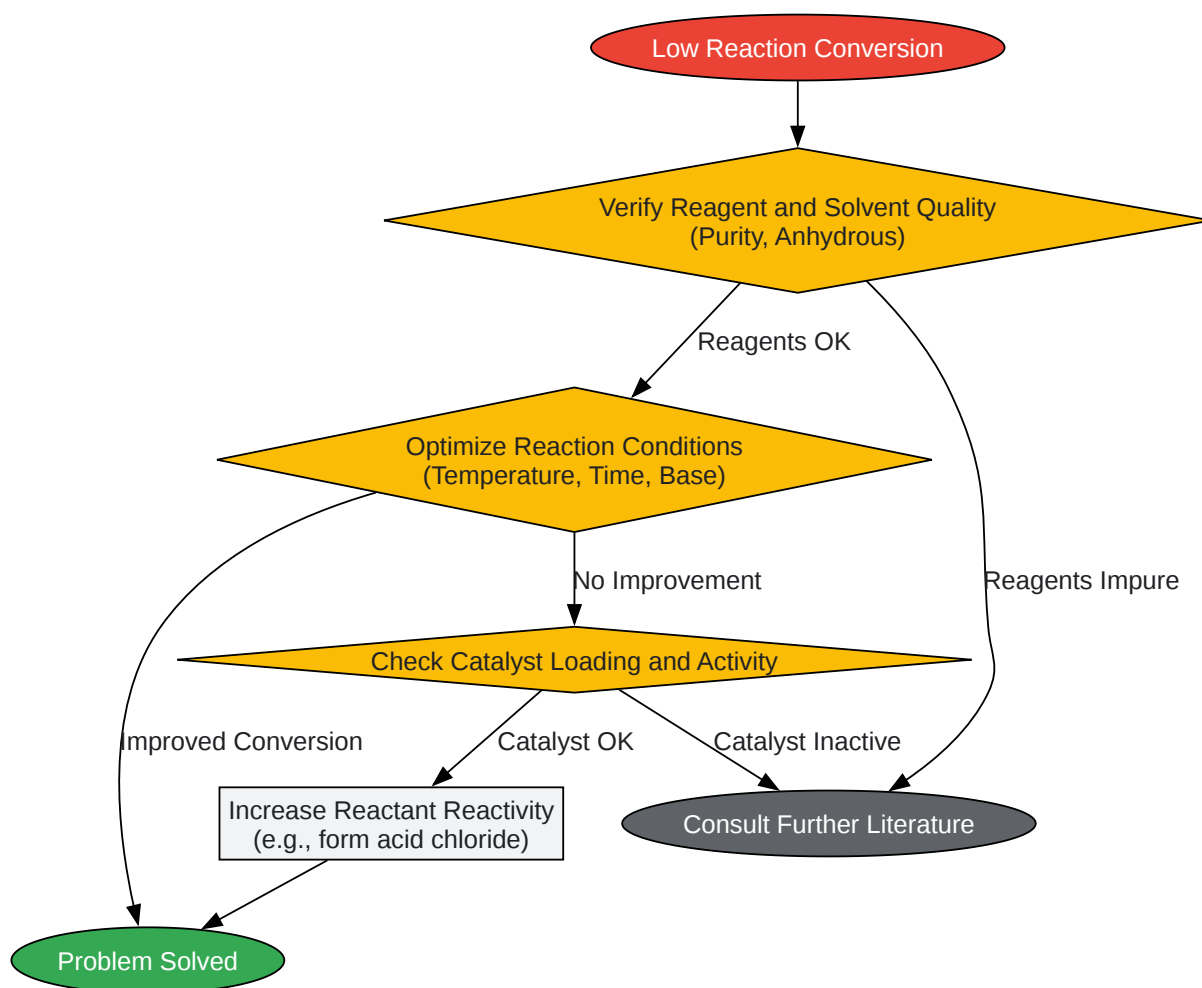 Low Reaction Conversion
Verify Reagent and Solvent Quality
(Purity, Anhydrous)
Reagents OK
Optimize Reaction Conditions
(Temperature, Time, Base)
No Improvement
Reagents Impure
Check Catalyst Loading and Activity
Improved Conversion
Catalyst OK
Catalyst Inactive
Increase Reactant Reactivity
(e.g., form acid chloride)
Consult Further Literature
Problem Solved